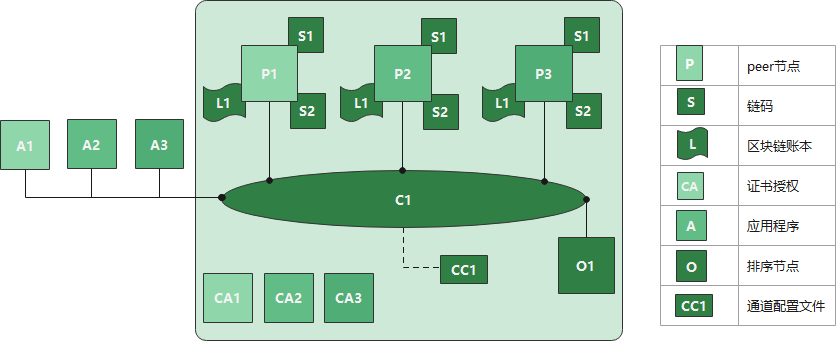 S1
S1
S1
P1
P2
P3
L1
L1
L1
S2
S2
S2
A1
A2
A3
C1
CC1
O1
CA1
CA2
CA3
P peer节点
S 链码
L 区块链账本
CA 证书授权
A 应用程序
O 排序节点
CC1 通道配置文件